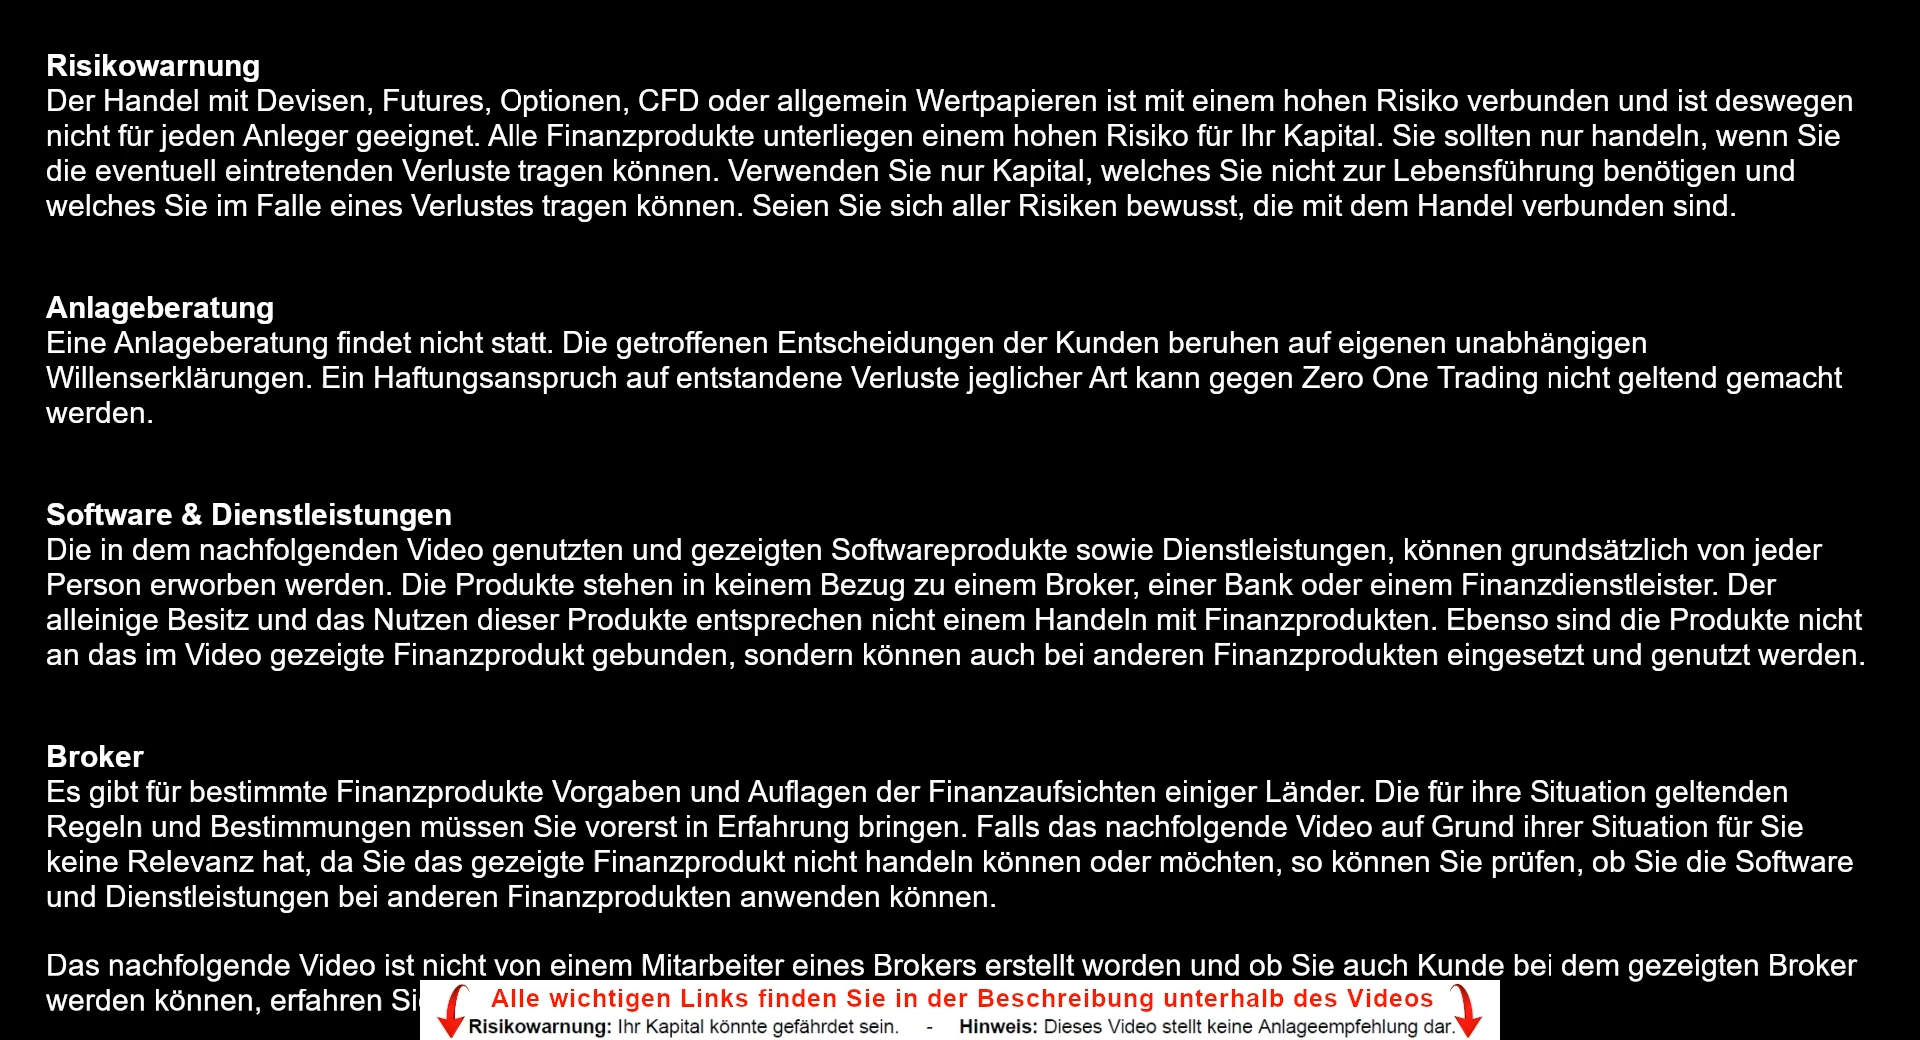 Risikowarnung
Der Handel mit Devisen, Futures, Optionen, CFD oder allgemein Wertpapieren ist mit einem hohen Risiko verbunden und ist deswegen
nicht für jeden Anleger geeignet. Alle Finanzprodukte unterliegen einem hohen Risiko für Ihr Kapital. Sie sollten nur handeln, wenn Sie
die eventuell eintretenden Verluste tragen können. Verwenden Sie nur Kapital, welches Sie nicht zur Lebensführung benötigen und
welches Sie im Falle eines Verlustes tragen können. Seien Sie sich aller Risiken bewusst, die mit dem Handel verbunden sind.
Anlageberatung
Eine Anlageberatung findet nicht statt. Die getroffenen Entscheidungen der Kunden beruhen auf eigenen unabhängigen
Willenserklärungen. Ein Haftungsanspruch auf entstandene Verluste jeglicher Art kann gegen Zero One Trading nicht geltend gemacht
werden.
Software & Dienstleistungen
Die in dem nachfolgenden Video genutzten und gezeigten Softwareprodukte sowie Dienstleistungen, können grundsätzlich von jeder
Person erworben werden. Die Produkte stehen in keinem Bezug zu einem Broker, einer Bank oder einem Finanzdienstleister. Der
alleinige Besitz und das Nutzen dieser Produkte entsprechen nicht einem Handeln mit Finanzprodukten. Ebenso sind die Produkte nicht
an das im Video gezeigte Finanzprodukt gebunden, sondern können auch bei anderen Finanzprodukten eingesetzt und genutzt werden.
Broker
Es gibt für bestimmte Finanzprodukte Vorgaben und Auflagen der Finanzaufsichten einiger Länder. Die für ihre Situation geltenden
Regeln und Bestimmungen müssen Sie vorerst in Erfahrung bringen. Falls das nachfolgende Video auf Grund ihrer Situation für Sie
keine Relevanz hat, da Sie das gezeigte Finanzprodukt nicht handeln können oder möchten, so können Sie prüfen, ob Sie die Software
und Dienstleistungen bei anderen Finanzprodukten anwenden können.
Das nachfolgende Video ist nicht von einem Mitarbeiter eines Brokers erstellt worden und ob Sie auch Kunde bei dem gezeigten Broker
werden können, erfahren
Alle wichtigen Links finden Sie in der Beschreibung unterhalb des Videos
Risikowarnung: Ihr Kapital könnte gefährdet sein. - Hinweis: Dieses Video stellt keine Anlageempfehlung dar.